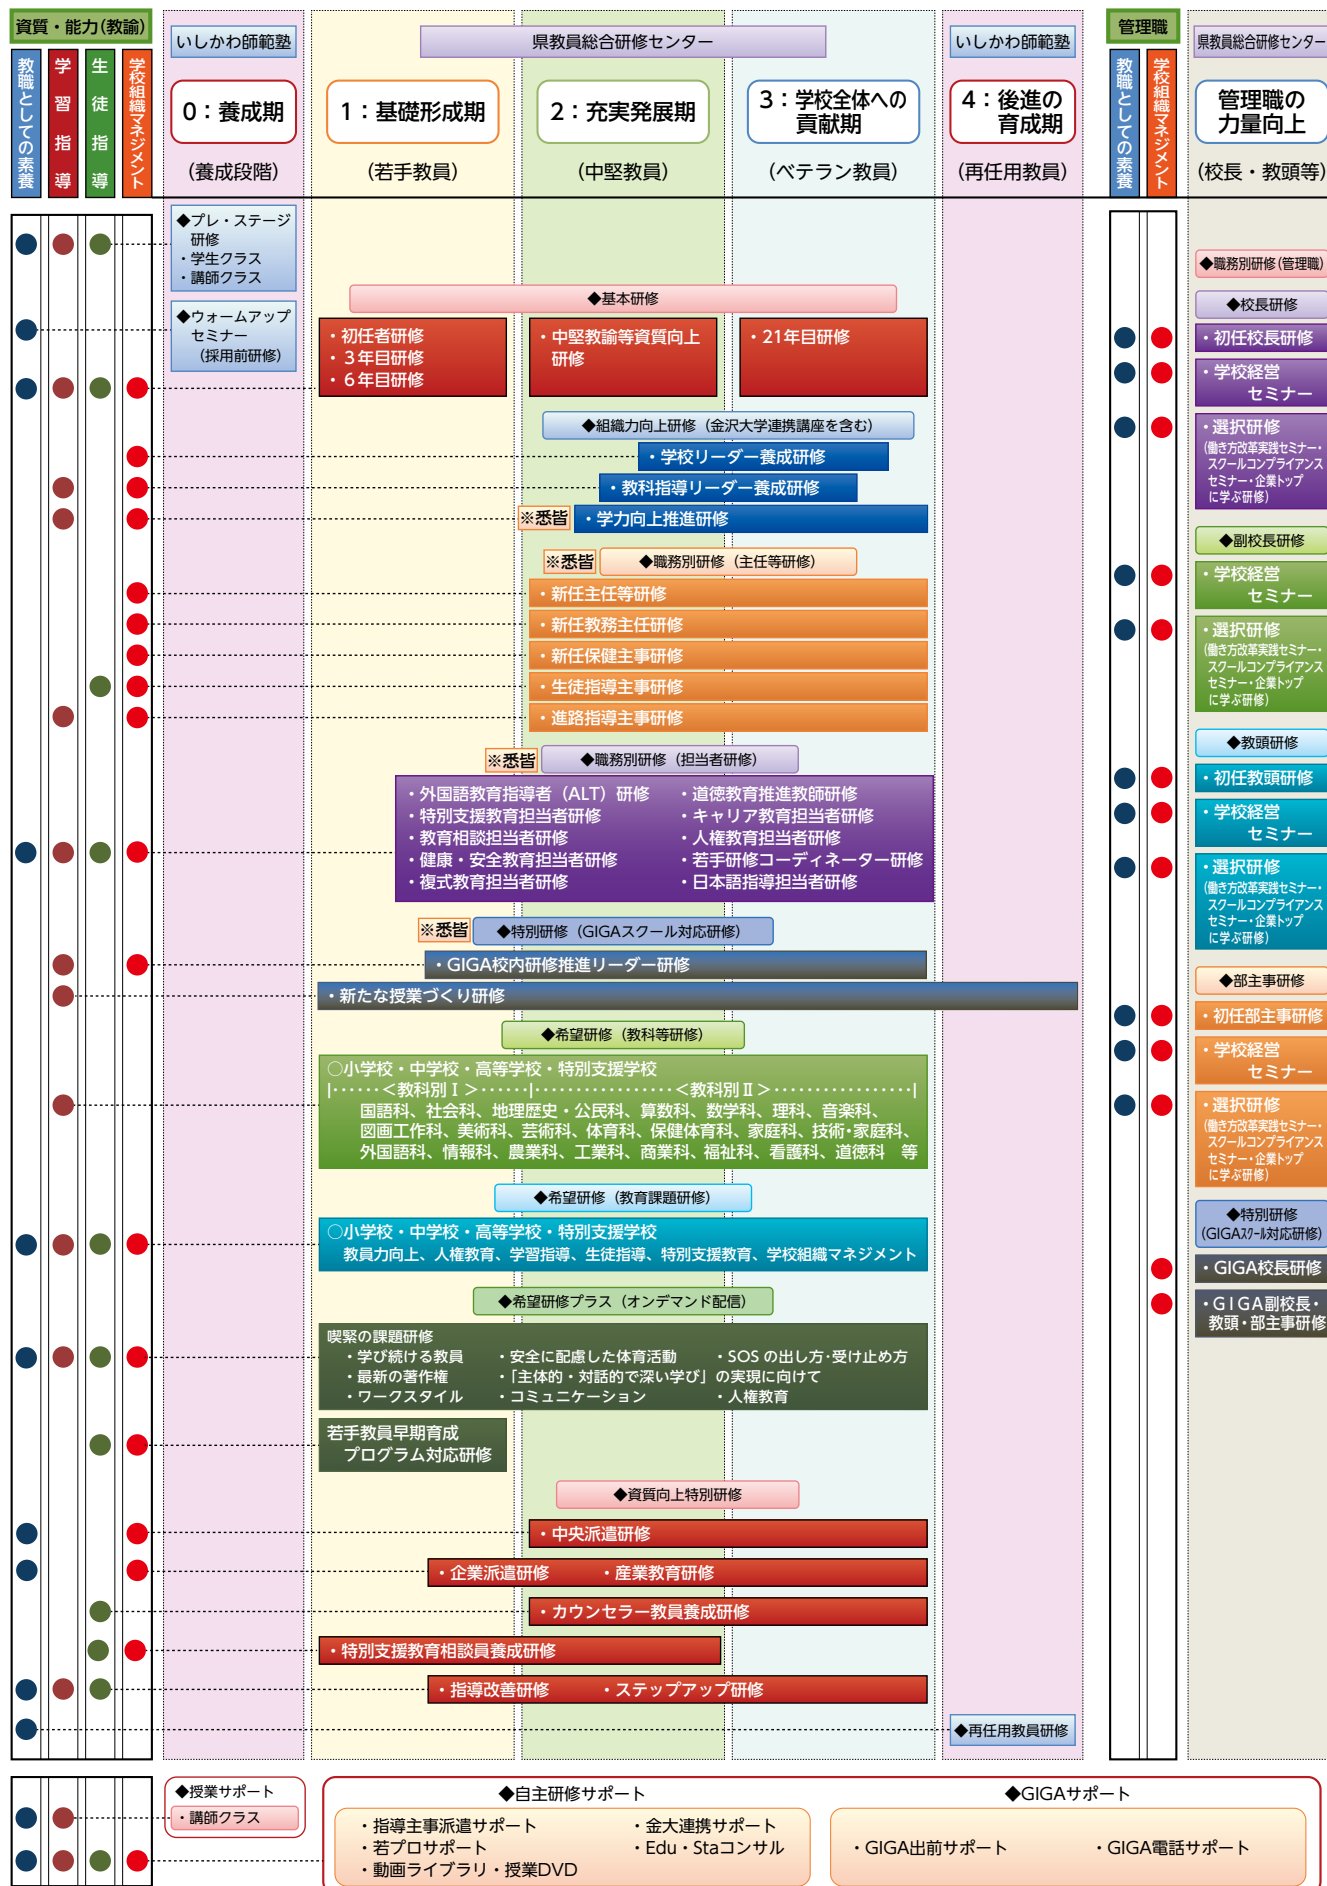 資質・能力(教諭)
教職としての素養
学習指導
生徒指導
学校組織マネジメント
いしかわ師範塾
県教員総合研修センター
いしかわ師範塾
0：養成期
(養成段階)
1：基礎形成期
(若手教員)
2：充実発展期
(中堅教員)
3：学校全体への
貢献期
(ベテラン教員)
4：後進の
育成期
(再任用教員)
◆プレ・ステージ
研修
・学生クラス
・講師クラス
◆ウォームアップ
セミナー
(採用前研修)
◆基本研修
・初任者研修
・３年目研修
・６年目研修
・中堅教諭等資質向上
研修
・21年目研修
◆組織力向上研修（金沢大学連携講座を含む）
・学校リーダー養成研修
・教科指導リーダー養成研修
※悉皆
・学力向上推進研修
※悉皆
◆職務別研修（主任等研修）
・新任主任等研修
・新任教務主任研修
・新任保健主事研修
・生徒指導主事研修
・進路指導主事研修
※悉皆
◆職務別研修（担当者研修）
・外国語教育指導者（ALT）研修
・特別支援教育担当者研修
・教育相談担当者研修
・健康・安全教育担当者研修
・複式教育担当者研修
・道徳教育推進教師研修
・キャリア教育担当者研修
・人権教育担当者研修
・若手研修コーディネーター研修
・日本語指導担当者研修
※悉皆
◆特別研修（GIGAスクール対応研修）
・GIGA校内研修推進リーダー研修
・新たな授業づくり研修
◆希望研修（教科等研修）
○小学校・中学校・高等学校・特別支援学校
|‥‥‥＜教科別Ⅰ＞‥‥‥|‥‥‥‥‥‥‥‥＜教科別Ⅱ＞‥‥‥‥‥‥‥‥|
国語科、社会科、地理歴史・公民科、算数科、数学科、理科、音楽科、
図画工作科、美術科、芸術科、体育科、保健体育科、家庭科、技術･家庭科、
外国語科、情報科、農業科、工業科、商業科、福祉科、看護科、道徳科　等
◆希望研修（教育課題研修）
○小学校・中学校・高等学校・特別支援学校
教員力向上、人権教育、学習指導、生徒指導、特別支援教育、学校組織マネジメント
◆希望研修プラス（オンデマンド配信）
喫緊の課題研修
・学び続ける教員　・安全に配慮した体育活動　・SOS の出し方･受け止め方
・最新の著作権　・「主体的・対話的で深い学び」の実現に向けて
・ワークスタイル　・コミュニケーション　・人権教育
若手教員早期育成
プログラム対応研修
◆資質向上特別研修
・中央派遣研修
・企業派遣研修　・産業教育研修
・カウンセラー教員養成研修
・特別支援教育相談員養成研修
・指導改善研修　・ステップアップ研修
◆再任用教員研修
◆授業サポート
・講師クラス
◆自主研修サポート
・指導主事派遣サポート
・若プロサポート
・動画ライブラリ・授業DVD
・金大連携サポート
・Edu・Staコンサル
◆GIGAサポート
・GIGA出前サポート
・GIGA電話サポート
管理職
教職としての素養
学校組織マネジメント
県教員総合研修センター
管理職の
力量向上
(校長・教頭等)
◆職務別研修(管理職)
◆校長研修
・初任校長研修
・学校経営
セミナー
・選択研修
(働き方改革実践セミナー・
スクールコンプライアンス
セミナー・企業トップ
に学ぶ研修)
◆副校長研修
・学校経営
セミナー
・選択研修
(働き方改革実践セミナー・
スクールコンプライアンス
セミナー・企業トップ
に学ぶ研修)
◆教頭研修
・初任教頭研修
・学校経営
セミナー
・選択研修
(働き方改革実践セミナー・
スクールコンプライアンス
セミナー・企業トップ
に学ぶ研修)
◆部主事研修
・初任部主事研修
・学校経営
セミナー
・選択研修
(働き方改革実践セミナー・
スクールコンプライアンス
セミナー・企業トップ
に学ぶ研修)
◆特別研修
(GIGAｽｸｰﾙ対応研修)
・GIGA校長研修
・ＧＩＧＡ副校長・
教頭・部主事研修